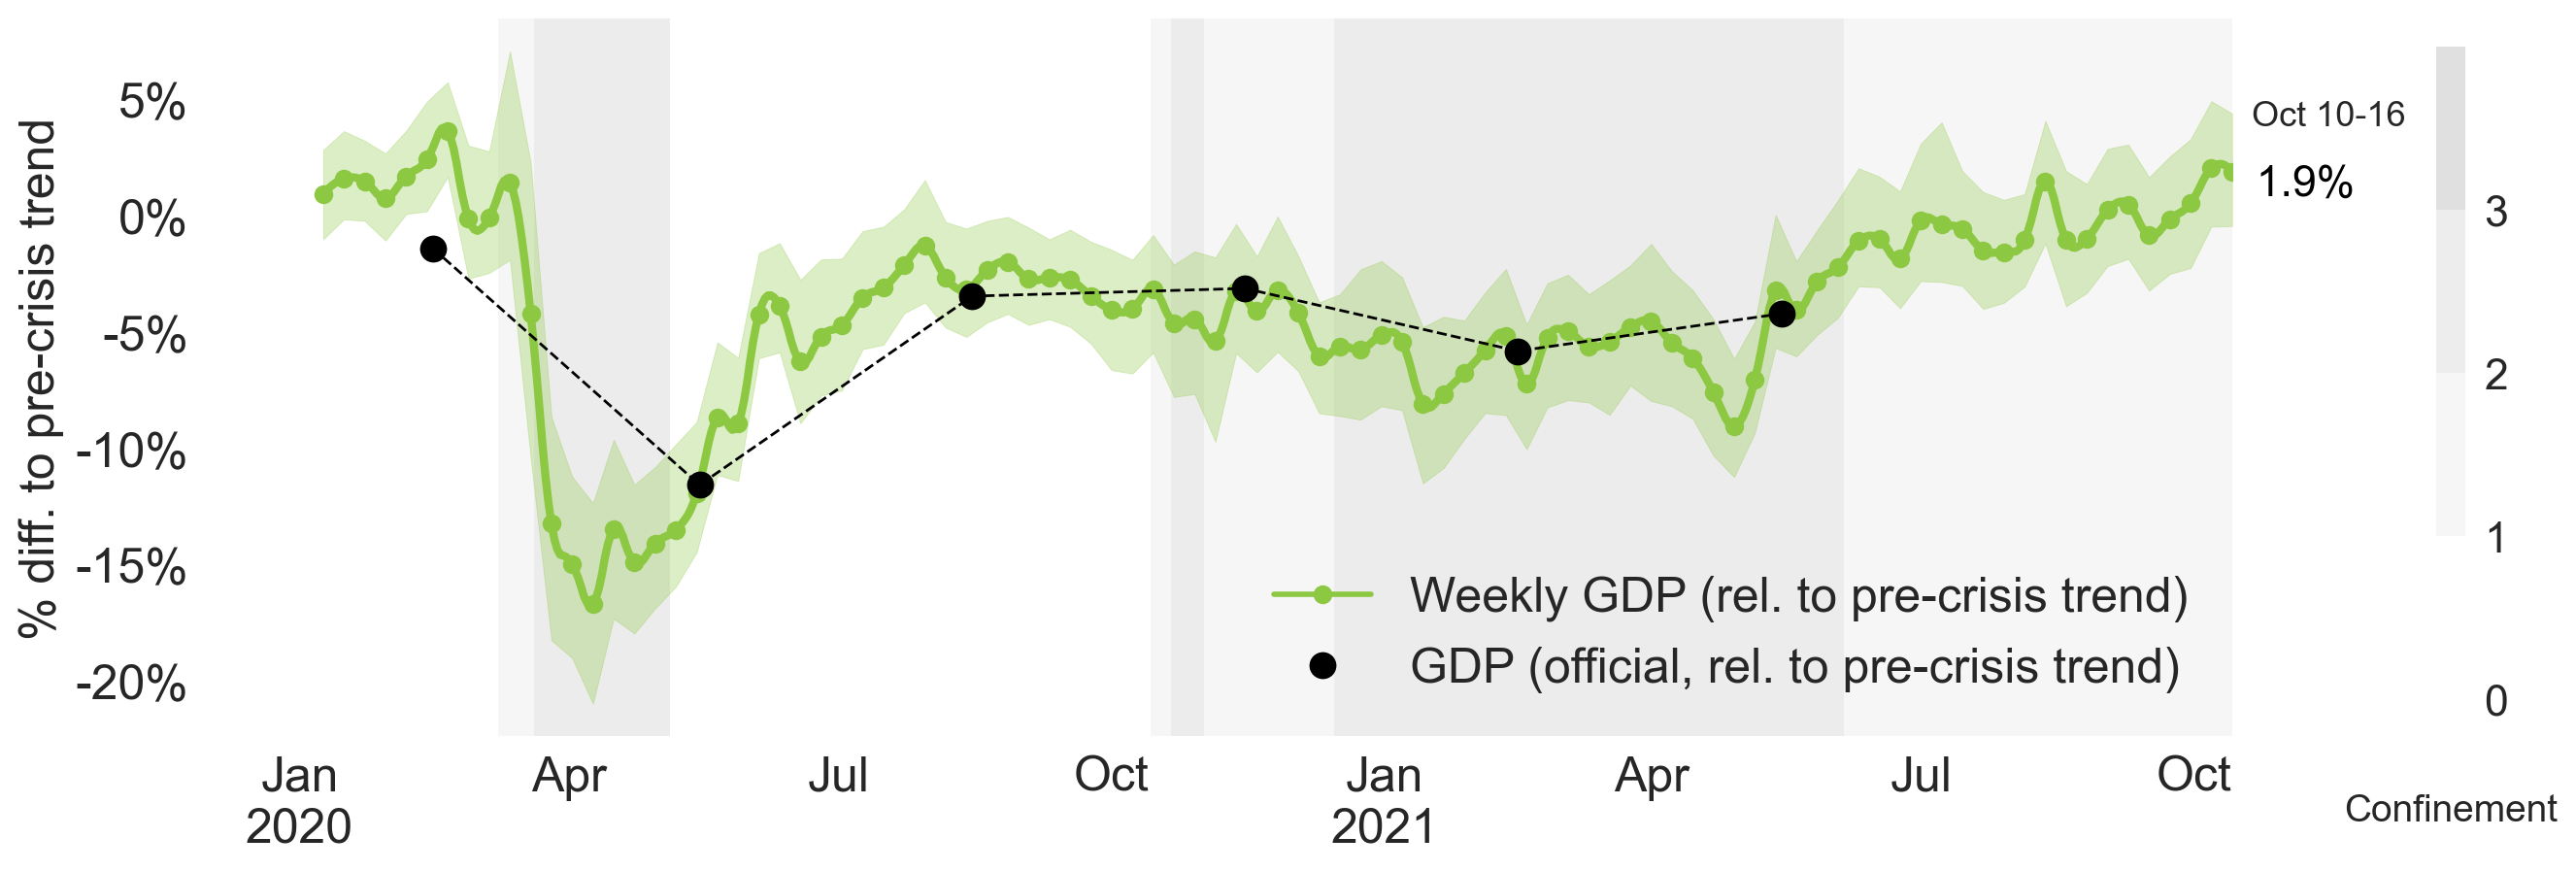 % diff. to pre-crisis trend
5%
0%
-5%
-10%
-15%
-20%
Jan
2020
Apr
Jul
Oct
Jan
2021
Apr
Jul
Oct
Weekly GDP (rel. to pre-crisis trend)
GDP (official, rel. to pre-crisis trend)
Oct 10-16
1.9%
3
2
1
0
Confinement